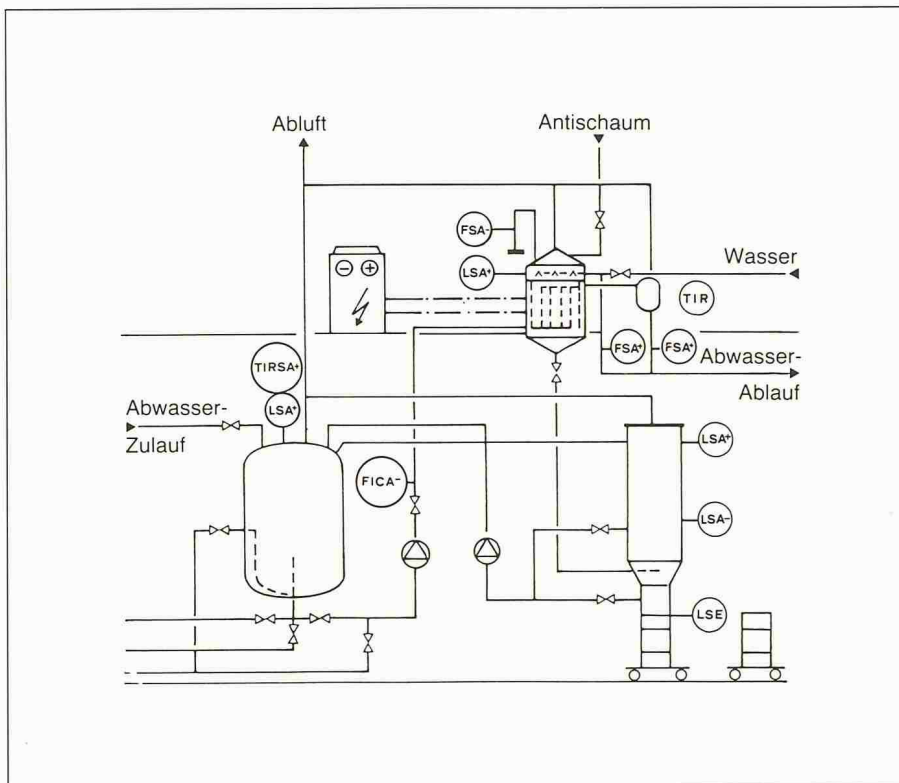 Abluft
Antischaum
FSA-
LSA+
Wasser
TIR
FSA+
FSA+
Abwasser-
Ablauf
TIRSA+
LSA+
Abwasser-
Zulauf
LSA+
FICA-
LSA-
LSE